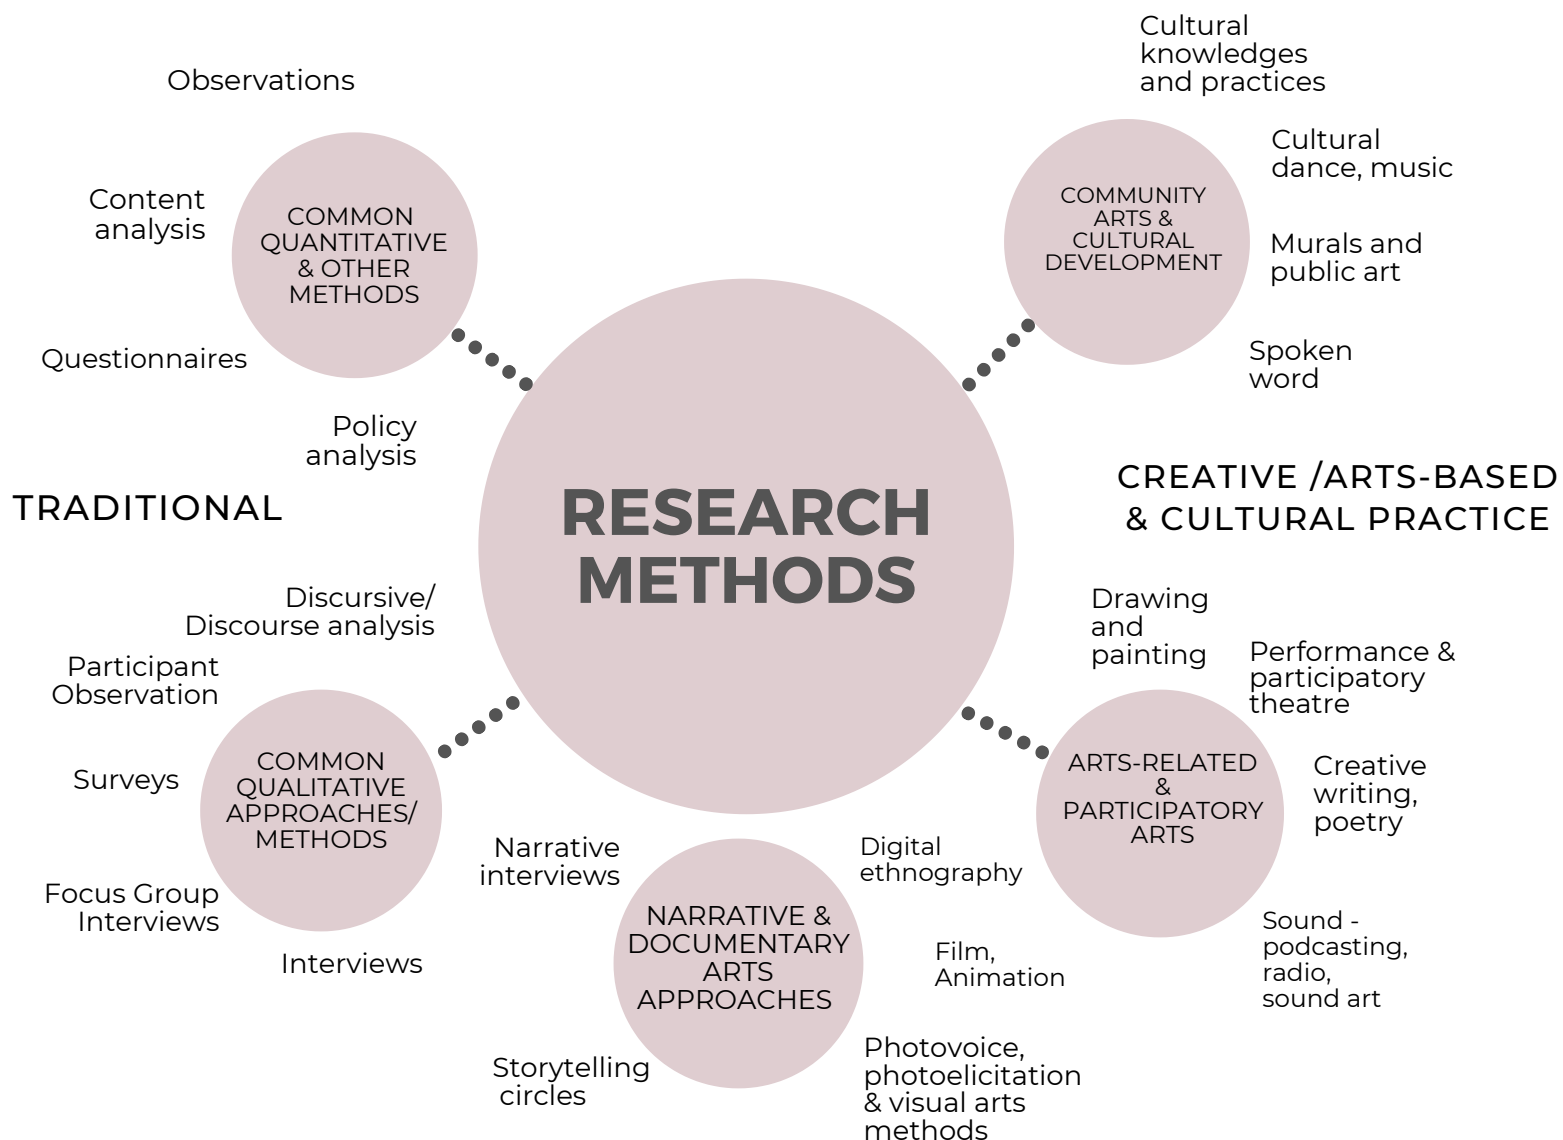 Observations
Content
analysis
COMMON
QUANTITATIVE
& OTHER
METHODS
Questionnaires
Policy
analysis
Cultural
knowledges
and practices
COMMUNITY
ARTS &
CULTURAL
DEVELOPMENT
Cultural
dance, music
Murals and
public art
Spoken
word
TRADITIONAL
RESEARCH
METHODS
CREATIVE /ARTS-BASED
& CULTURAL PRACTICE
Discursive/
Discourse analysis
Participant
Observation
Surveys
COMMON
QUALITATIVE
APPROACHES/
METHODS
Focus Group
Interviews
Interviews
Narrative
interviews
NARRATIVE &
DOCUMENTARY
ARTS
APPROACHES
Storytelling
circles
Digital
ethnography
Film,
Animation
Photovoice,
photoelicitation
& visual arts
methods
Drawing
and
painting
Performance &
participatory
theatre
ARTS-RELATED
&
PARTICIPATORY
ARTS
Creative
writing,
poetry
Sound -
podcasting,
radio,
sound art